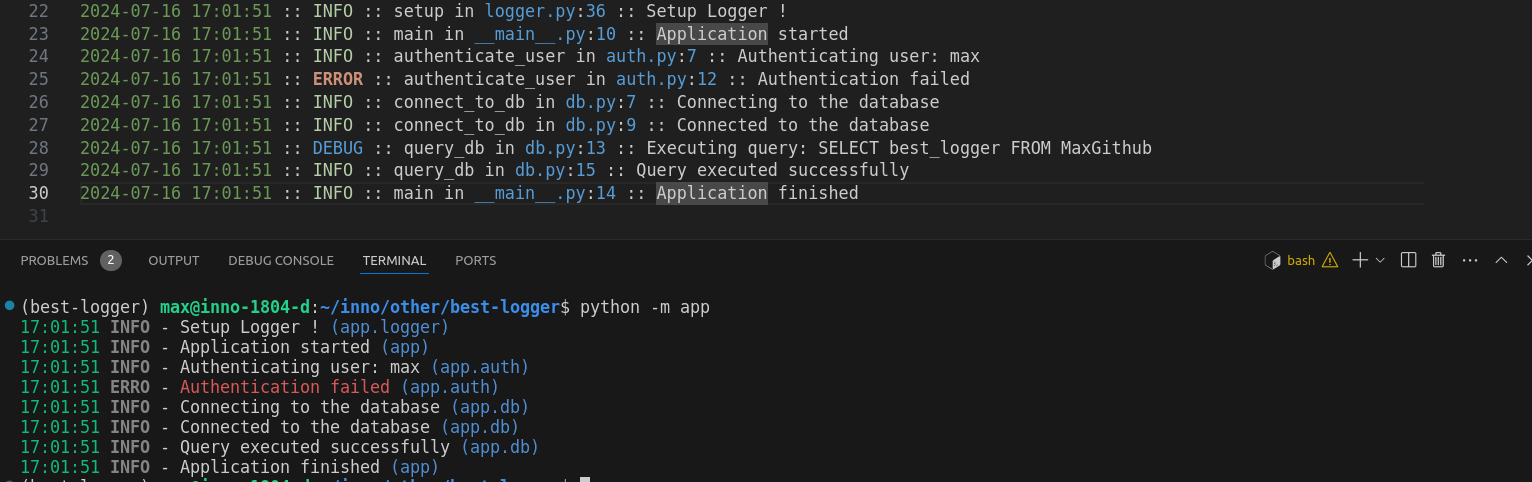 22 2024-07-16 17:01:51 :: INFO :: setup in logger.py:36 :: Setup Logger !
23 2024-07-16 17:01:51 :: INFO :: main in __main__.py:10 :: Application started
24 2024-07-16 17:01:51 :: INFO :: authenticate_user in auth.py:7 :: Authenticating user: max
25 2024-07-16 17:01:51 :: ERROR :: authenticate_user in auth.py:12 :: Authentication failed
26 2024-07-16 17:01:51 :: INFO :: connect_to_db in db.py:7 :: Connecting to the database
27 2024-07-16 17:01:51 :: INFO :: connect_to_db in db.py:9 :: Connected to the database
28 2024-07-16 17:01:51 :: DEBUG :: query_db in db.py:13 :: Executing query: SELECT best_logger FROM MaxGithub
29 2024-07-16 17:01:51 :: INFO :: query_db in db.py:15 :: Query executed successfully
30 2024-07-16 17:01:51 :: INFO :: main in __main__.py:14 :: Application finished
31
PROBLEMS 2 OUTPUT DEBUG CONSOLE TERMINAL PORTS bash
(best-logger) max@inno-1804-d:~/inno/other/best-logger$ python -m app
17:01:51 INFO - Setup Logger ! (app.logger)
17:01:51 INFO - Application started (app)
17:01:51 INFO - Authenticating user: max (app.auth)
17:01:51 ERRO - Authentication failed (app.auth)
17:01:51 INFO - Connecting to the database (app.db)
17:01:51 INFO - Connected to the database (app.db)
17:01:51 INFO - Query executed successfully (app.db)
17:01:51 INFO - Application finished (app)